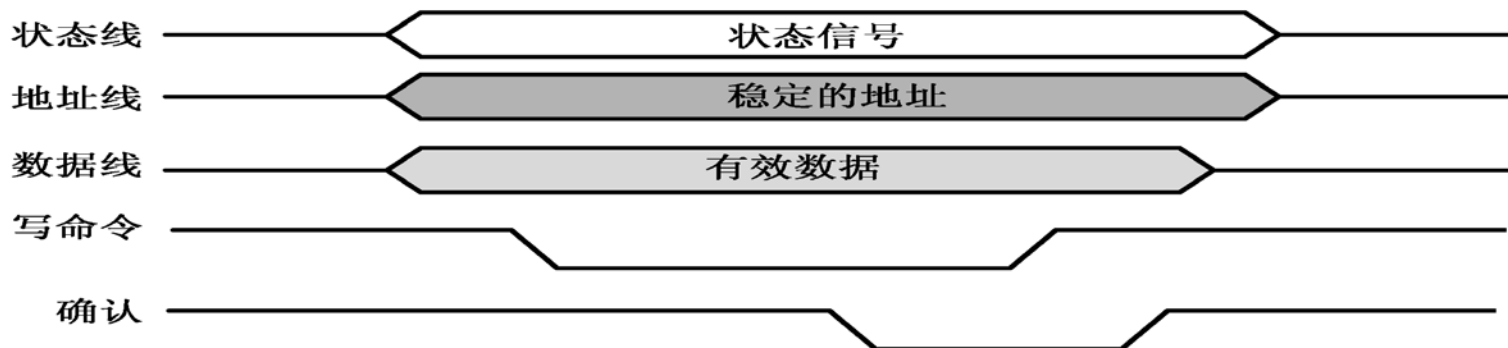 状态线 状态信号
地址线 稳定的地址
数据线 有效数据
写命令
确认